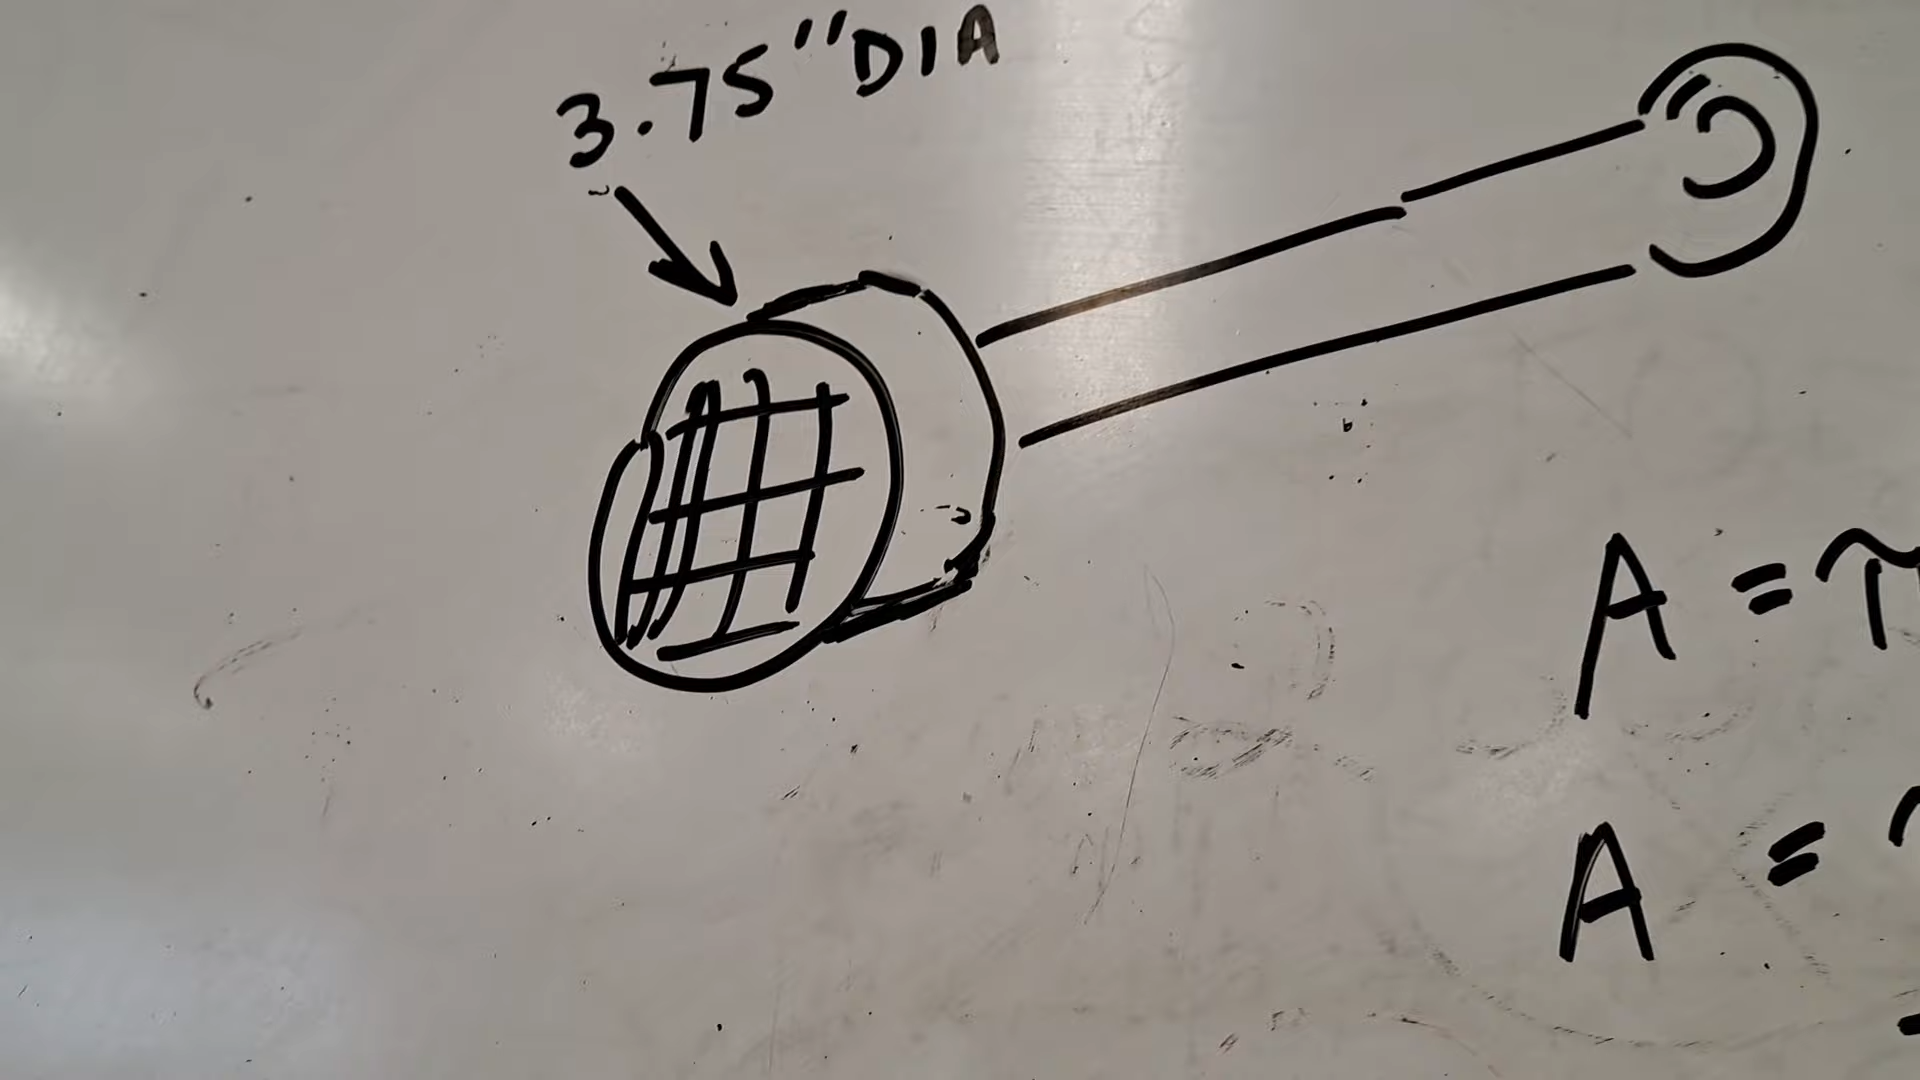 3.75" DIA
A = π
A =